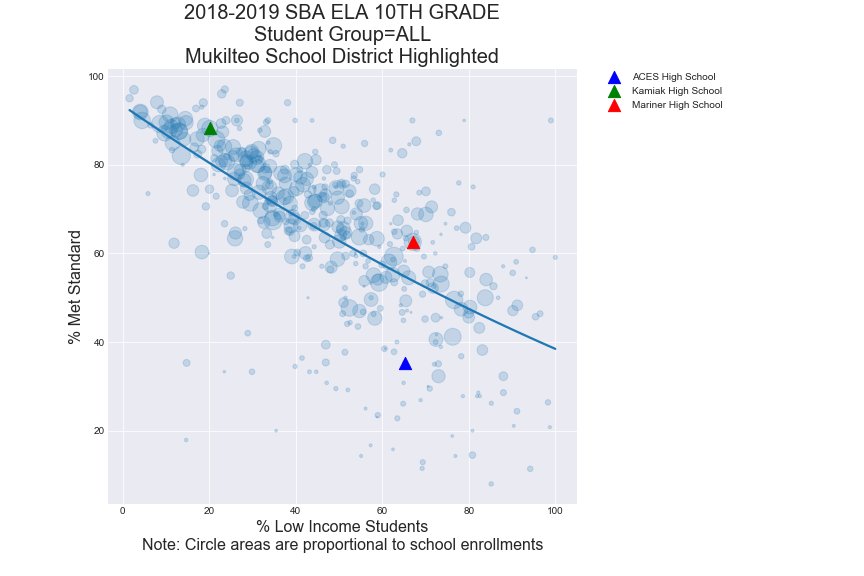 2018-2019 SBA ELA 10TH GRADE
Student Group=ALL
Mukilteo School District Highlighted
ACES High School
Kamiak High School
Mariner High School
100
80
60
40
20
% Met Standard
0 20 40 60 80 100
% Low Income Students
Note: Circle areas are proportional to school enrollments